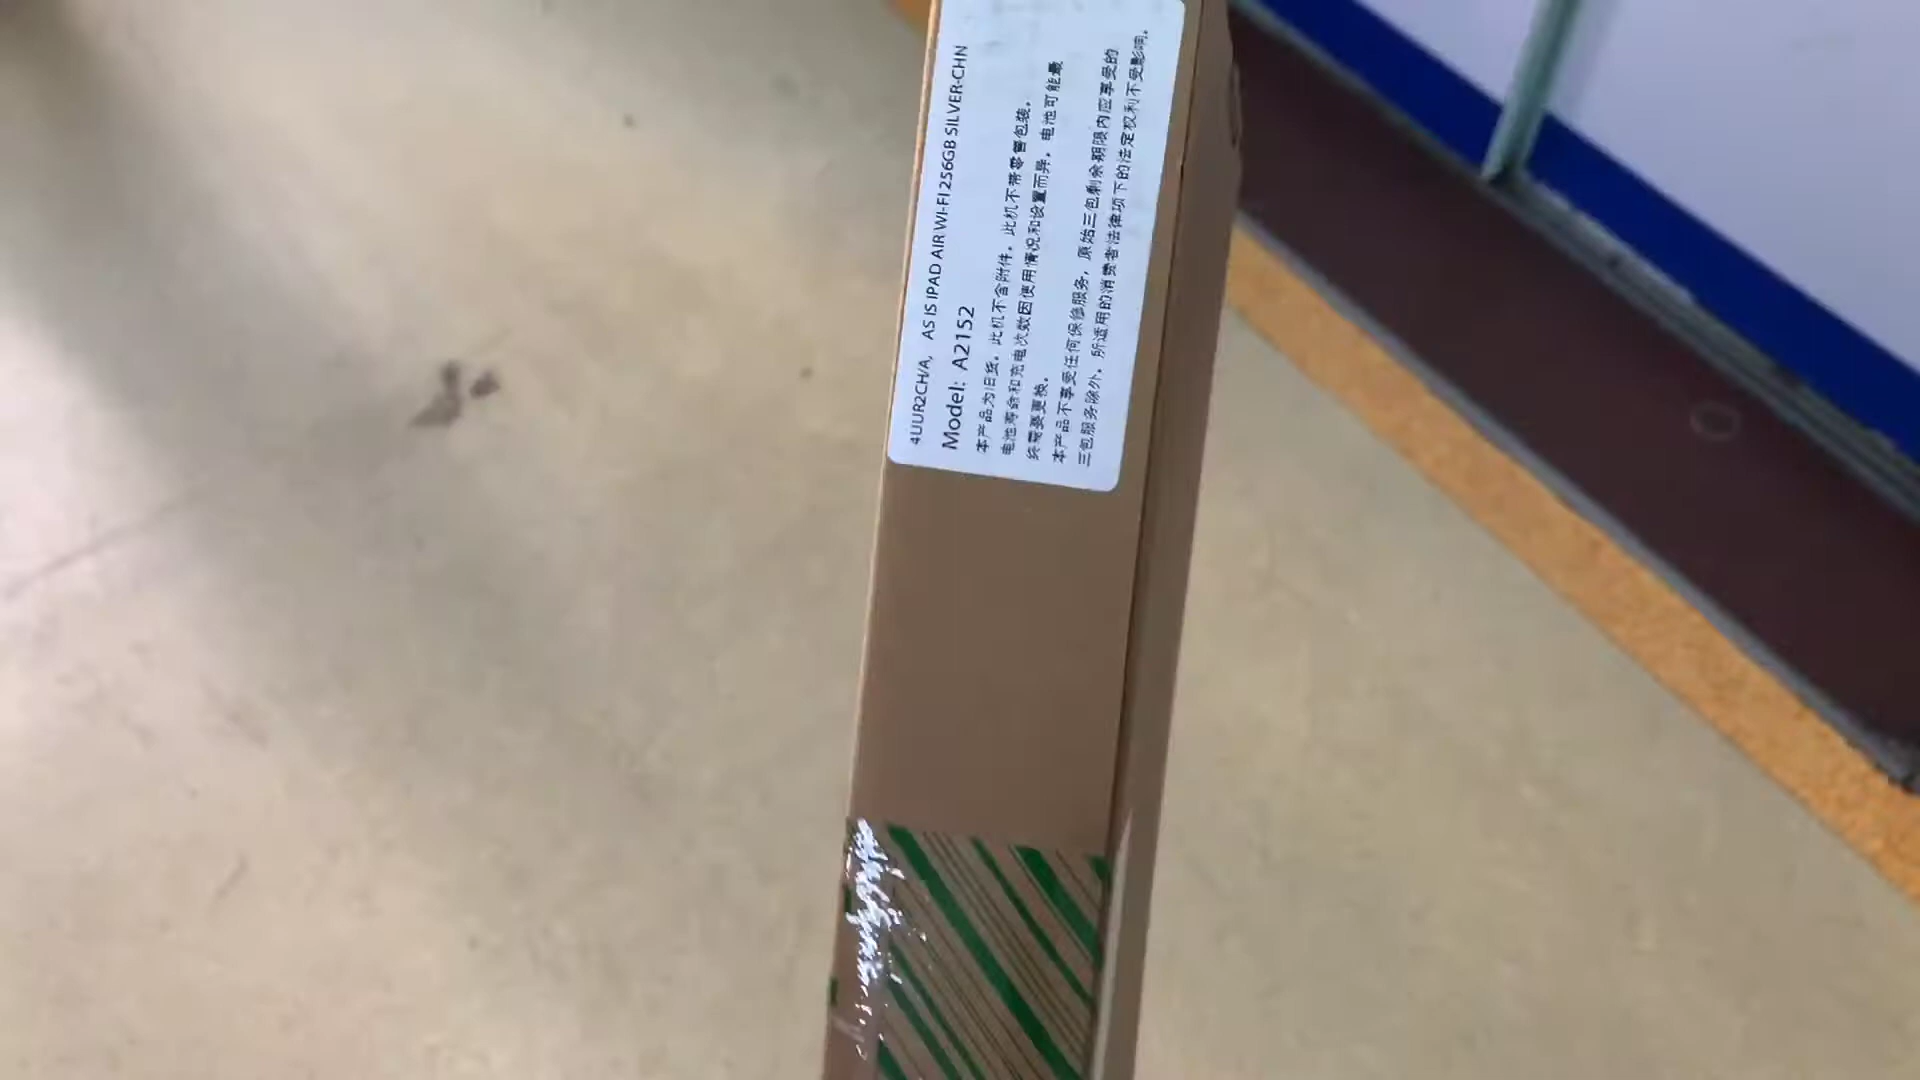 4UUR2CH/A, AS IS IPAD AIR WI-FI 256GB SILVER-CHN
Model: A2152
本产品为旧货。此机不含附件。此机不带零售包装。
电池寿命和充电次数因使用情况和设置而异，电池可能最
终需要更换。
本产品不享受任何保修服务，原始三包剩余期限内应享受的
三包服务除外。所适用的消费者法律项下的法定权利不受影响。